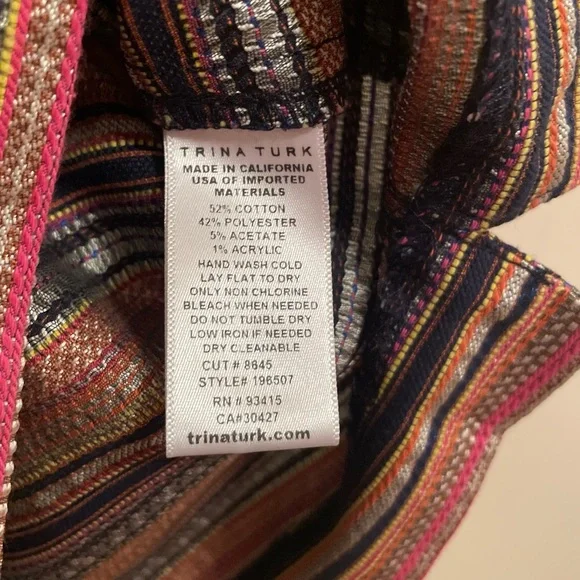 TRINA TURK
MADE IN CALIFORNIA
USA OF IMPORTED
MATERIALS
52% COTTON
42% POLYESTER
5% ACETATE
1% ACRYLIC
HAND WASH COLD
LAY FLAT TO DRY
ONLY NON CHLORINE
BLEACH WHEN NEEDED
DO NOT TUMBLE DRY
LOW IRON IF NEEDED
DRY CLEANABLE
CUT # 8645
STYLE# 196507
RN # 93415
CA#30427
trinaturk.com